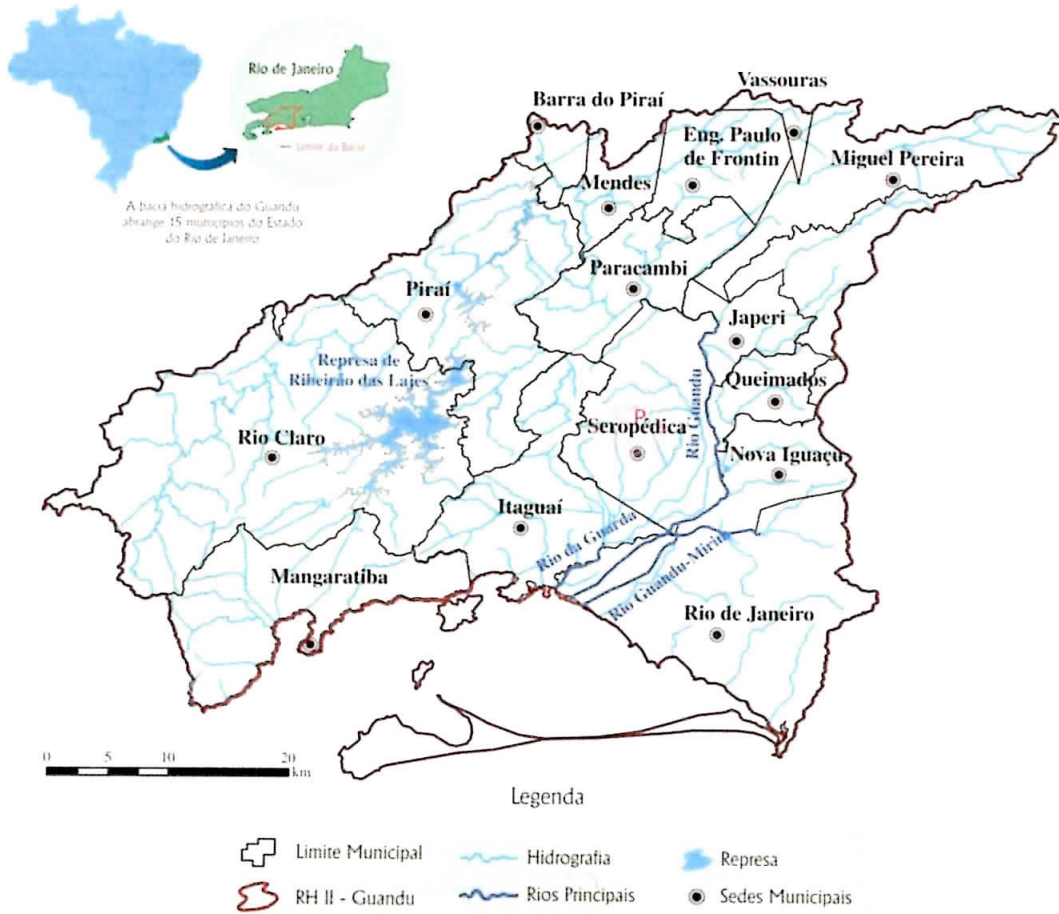 Rio de Janeiro
Limite da Bacia
A bacia hidrográfica do Guandu
abrange 15 municípios do Estado
do Rio de Janeiro
Vassouras
Barra do Piraí
Eng. Paulo
de Frontin
Miguel Pereira
Mendes
Paracambi
Piraí
Japeri
Represa de
Ribeirão das Lajes
Queimados
Rio Guandu
P
Seropédica
Rio Claro
Nova Iguaçu
Itaguaí
Rio da Guarda
Rio Guandu-Mirim
Mangaratiba
Rio de Janeiro
0 5 10 20
km
Legenda
Limite Municipal
Hidrografia
Represa
RH II - Guandu
Rios Principais
Sedes Municipais